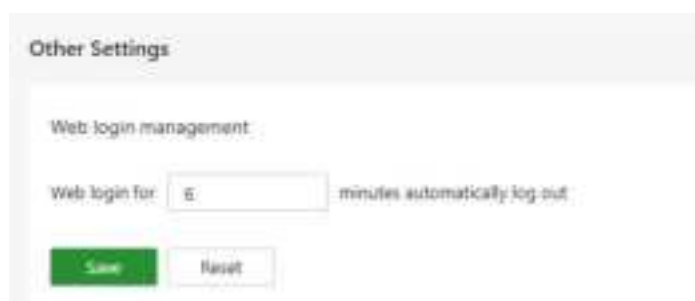 Other Settings
Web login management
Web login for 6 minutes automatically log out
Save Reset